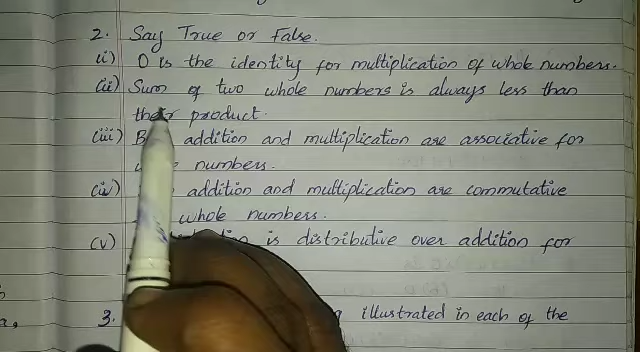 2. Say True or False.
(i) 0 is the identity for multiplication of whole numbers.
(ii) Sum of two whole numbers is always less than
their product.
(iii) addition and multiplication are associative for
numbers.
(iv) addition and multiplication are commutative
whole numbers.
(v) is distributive over addition for
3. illustrated in each of the